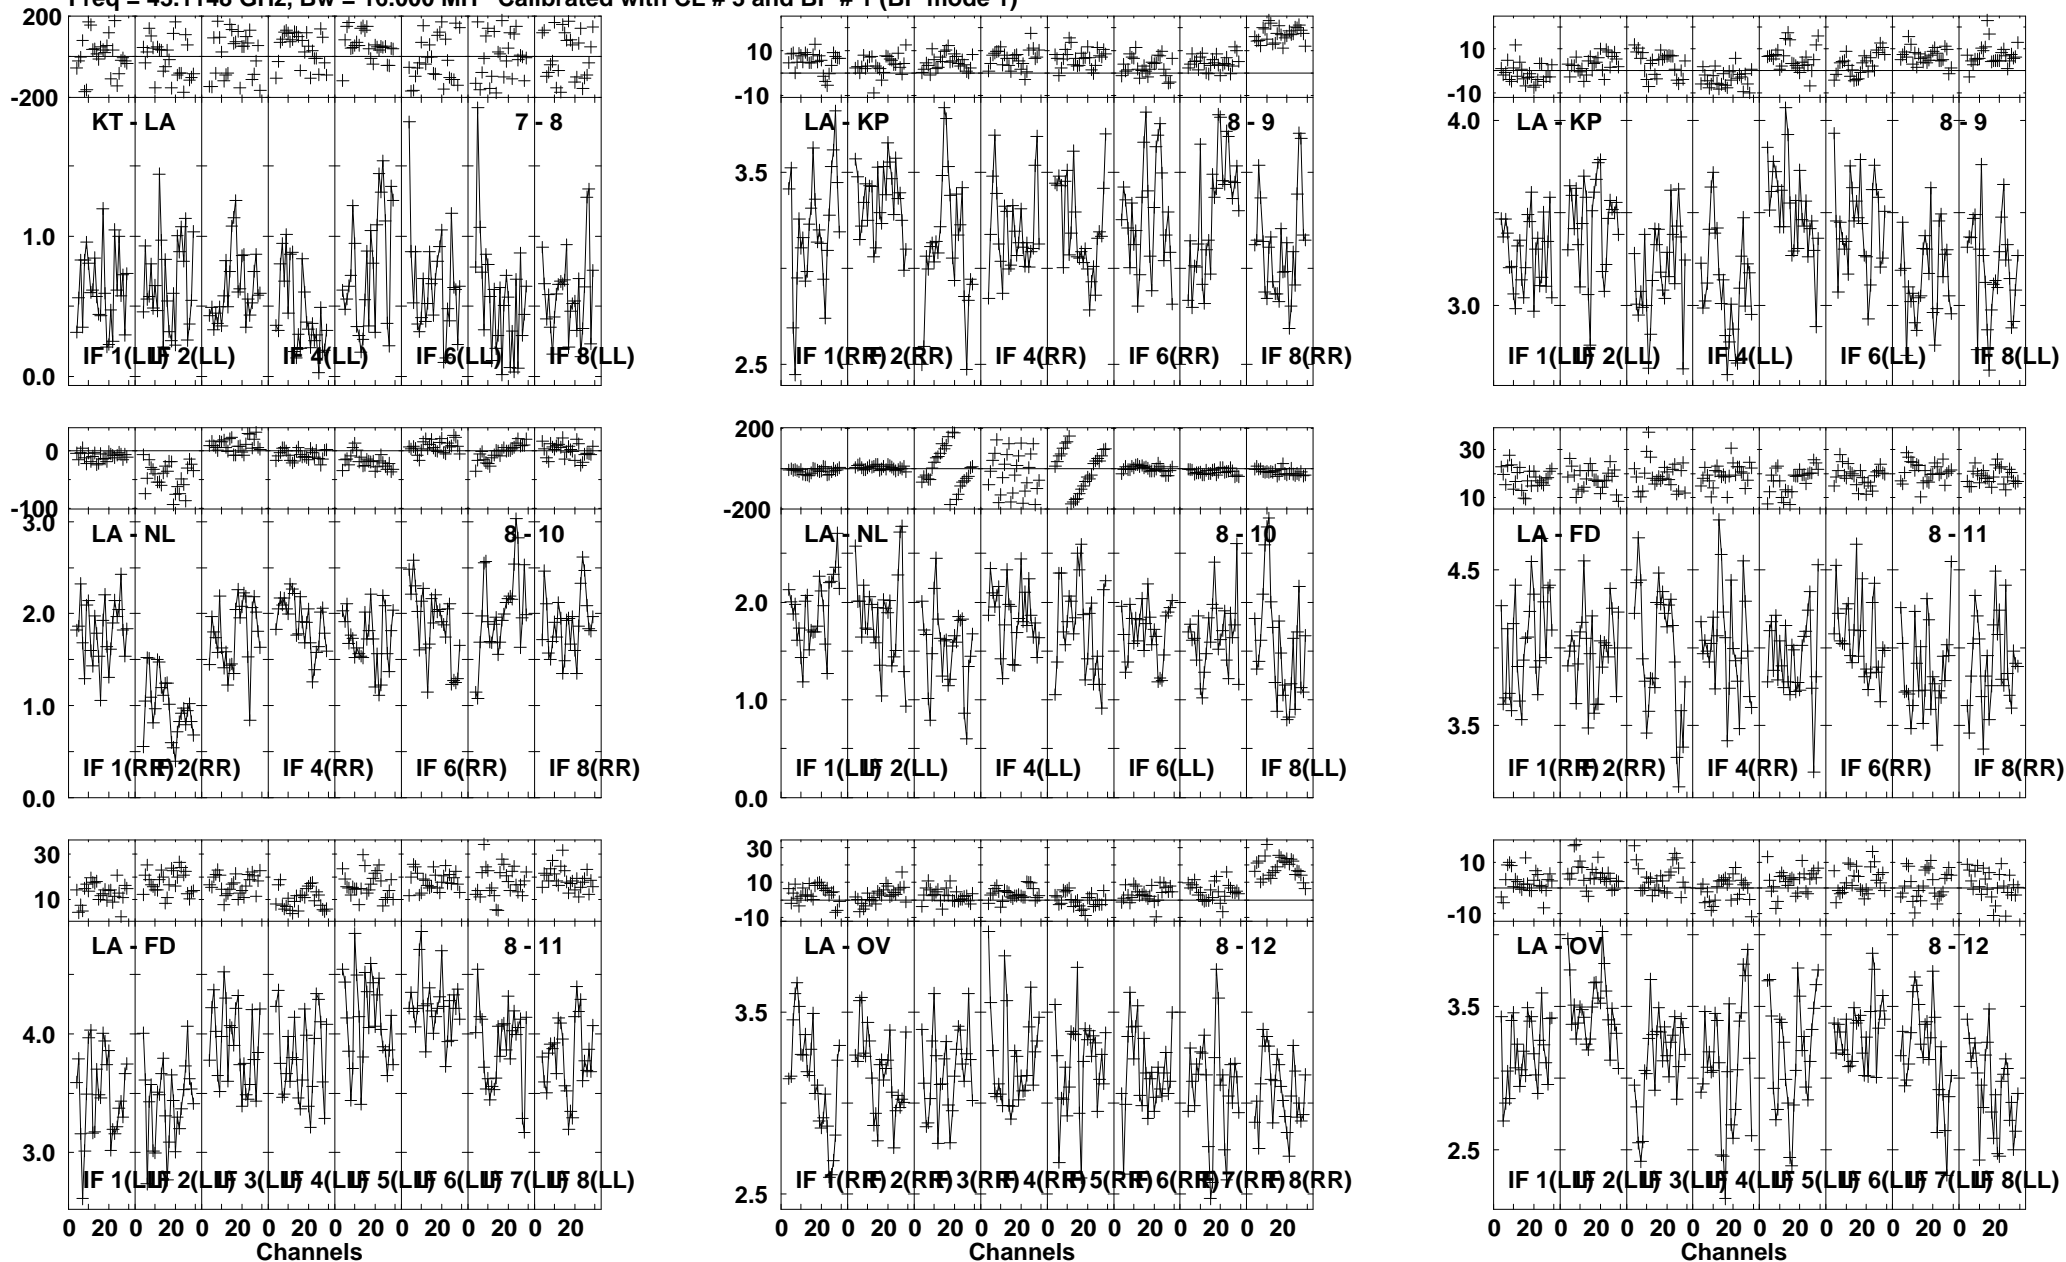 Freq = 43.1148 GHz, Bw = 16.000 MH Calibrated with CL # 3 and BP # 1 (BP mode 1)
200
-200
KT - LA 7 - 8
1.0
0.0
IF 1(LL) IF 2(LL) IF 4(LL) IF 6(LL) IF 8(LL)
10
-10
LA - KP 8 - 9
3.5
2.5
IF 1(RR) IF 2(RR) IF 4(RR) IF 6(RR) IF 8(RR)
10
-10
4.0
LA - KP 8 - 9
3.0
IF 1(LL) IF 2(LL) IF 4(LL) IF 6(LL) IF 8(LL)
0
-100
3.0
LA - NL 8 - 10
2.0
1.0
IF 1(RR) IF 2(RR) IF 4(RR) IF 6(RR) IF 8(RR)
0.0
200
-200
LA - NL 8 - 10
2.0
1.0
IF 1(LL) IF 2(LL) IF 4(LL) IF 6(LL) IF 8(LL)
0.0
30
10
LA - FD 8 - 11
4.5
3.5
IF 1(RR) IF 2(RR) IF 4(RR) IF 6(RR) IF 8(RR)
30
10
LA - FD 8 - 11
4.0
3.0
IF 1(LL) IF 2(LL) IF 3(LL) IF 4(LL) IF 5(LL) IF 6(LL) IF 7(LL) IF 8(LL)
0 20 0 20 0 20 0 20 0 20 0 20 0 20 0 20
Channels
30
10
-10
LA - OV 8 - 12
3.5
2.5
IF 1(RR) IF 2(RR) IF 3(RR) IF 4(RR) IF 5(RR) IF 6(RR) IF 7(RR) IF 8(RR)
0 20 0 20 0 20 0 20 0 20 0 20 0 20 0 20
Channels
10
-10
LA - OV 8 - 12
3.5
2.5
IF 1(LL) IF 2(LL) IF 3(LL) IF 4(LL) IF 5(LL) IF 6(LL) IF 7(LL) IF 8(LL)
0 20 0 20 0 20 0 20 0 20 0 20 0 20 0 20
Channels